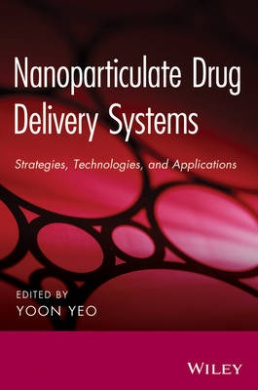 Nanoparticulate Drug
Delivery Systems
Strategies, Technologies, and Applications
EDITED BY
YOON YEO
WILEY